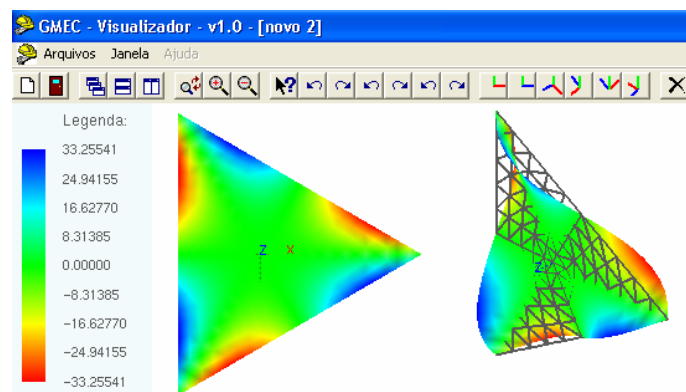 GMEC - Visualizador - v1.0 - [novo 2]
Arquivos Janela Ajuda
Legenda:
33.25541
24.94155
16.62770
8.31385
0.00000
-8.31385
-16.62770
-24.94155
-33.25541
Z X
Z